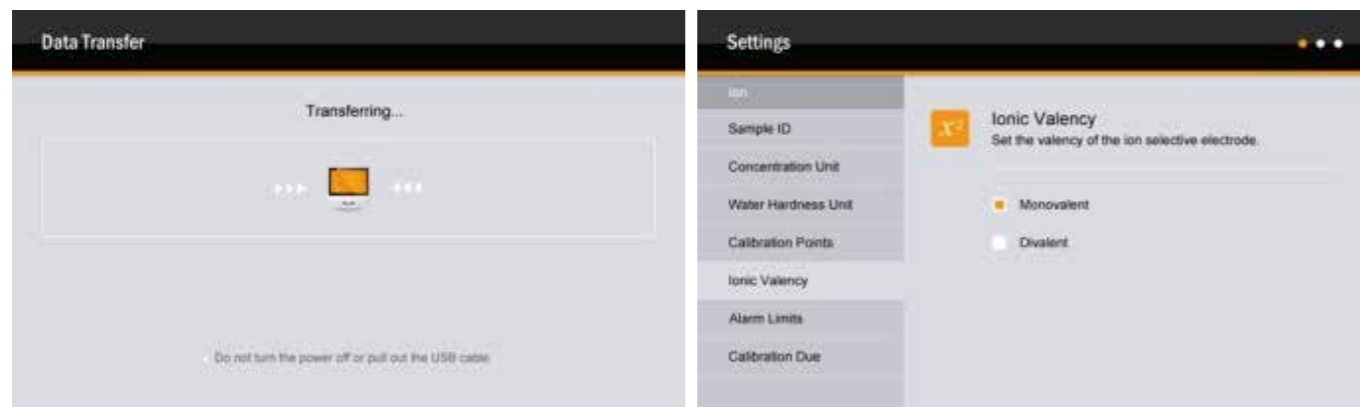 Data Transfer
Transferring...
Do not turn the power off or pull out the USB cable.
Settings
Ion
Sample ID
Concentration Unit
Water Hardness Unit
Calibration Points
Ionic Valency
Alarm Limits
Calibration Due
x²
Ionic Valency
Set the valency of the ion selective electrode.
Monovalent
Divalent